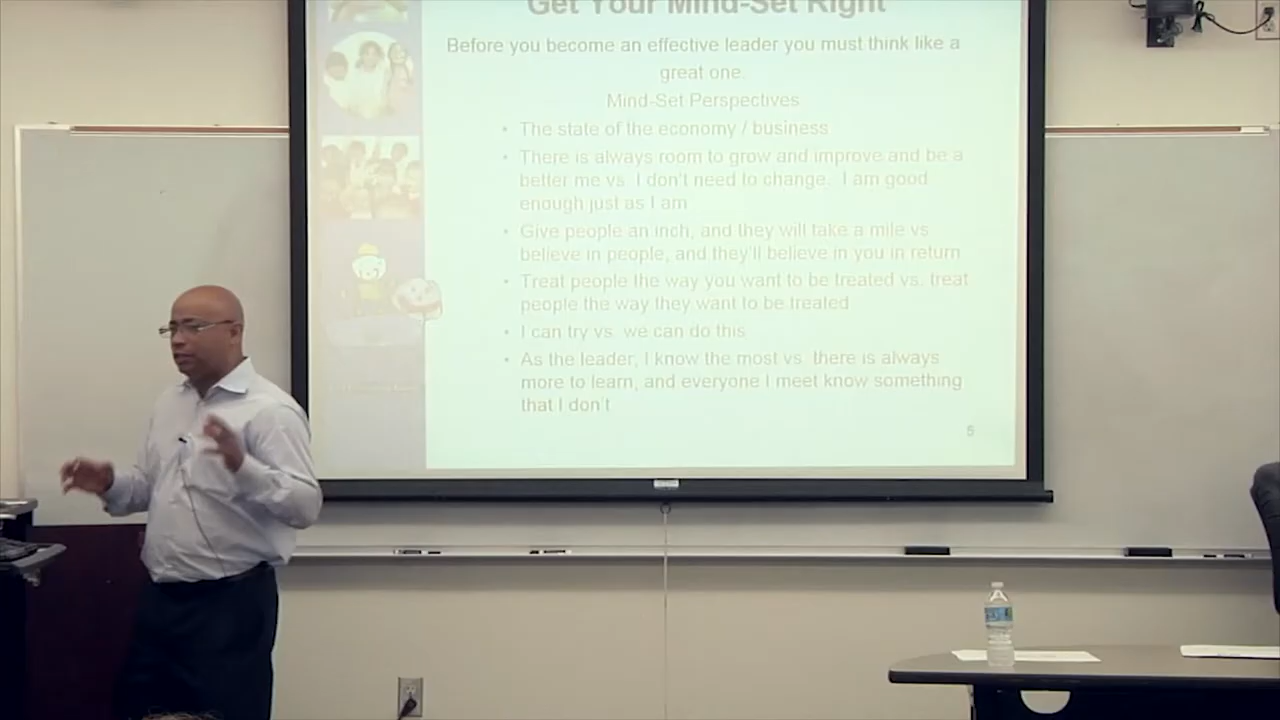 Get Your Mind-Set Right
Before you become an effective leader you must think like a
great one.
Mind-Set Perspectives
• The state of the economy / business
• There is always room to grow and improve and be a
better me vs. I don't need to change. I am good
enough just as I am
• Give people an inch, and they will take a mile vs
believe in people, and they'll believe in you in return
• Treat people the way you want to be treated vs. treat
people the way they want to be treated
• I can try vs. we can do this
• As the leader, I know the most vs. there is always
more to learn, and everyone I meet know something
that I don't
5